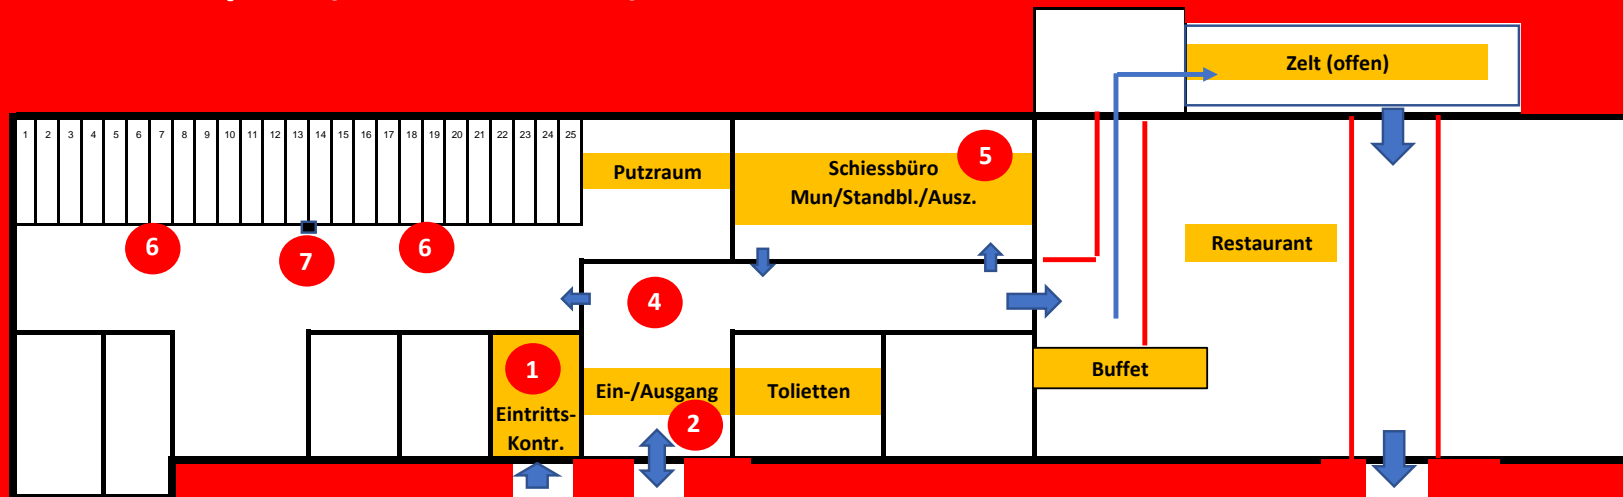 Zelt (offen)
1 2 3 4 5 6 7 8 9 10 11 12 13 14 15 16 17 18 19 20 21 22 23 24 25
Putzraum
Schiessbüro
Mun/Standbl./Ausz.
5
6
7
6
Restaurant
4
1
Eintritts-
Kontr.
Ein-/Ausgang
2
Tolietten
Buffet